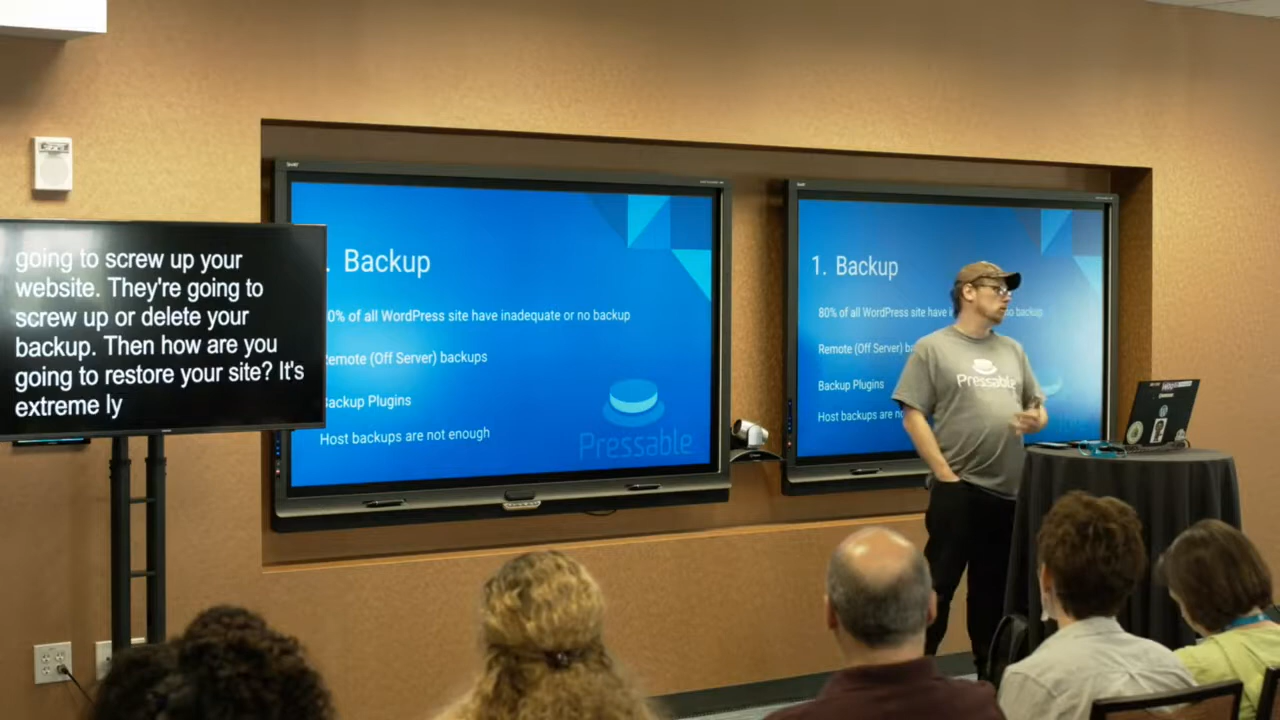 going to screw up your
website. They're going to
screw up or delete your
backup. Then how are you
going to restore your site? It's
extreme ly
. Backup
0% of all WordPress site have inadequate or no backup
emote (Off Server) backups
ackup Plugins
Host backups are not enough
Pressable
1. Backup
80% of all WordPress site have no backup
Remote (Off Server) ba
Backup Plugins
Host backups are no
Pressable